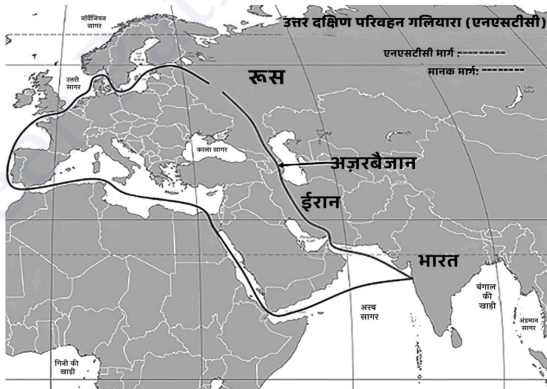 उत्तर दक्षिण परिवहन गलियारा (एनएसटीसी)
एनएसटीसी मार्ग:---------
मानक मार्ग:--------
नॉर्वेजियन
सागर
उत्तरी
सागर
रूस
काला सागर
अज़रबैजान
ईरान
भारत
अरब
सागर
बंगाल
की
खाड़ी
अंडमान
सागर
गिनी की
खाड़ी